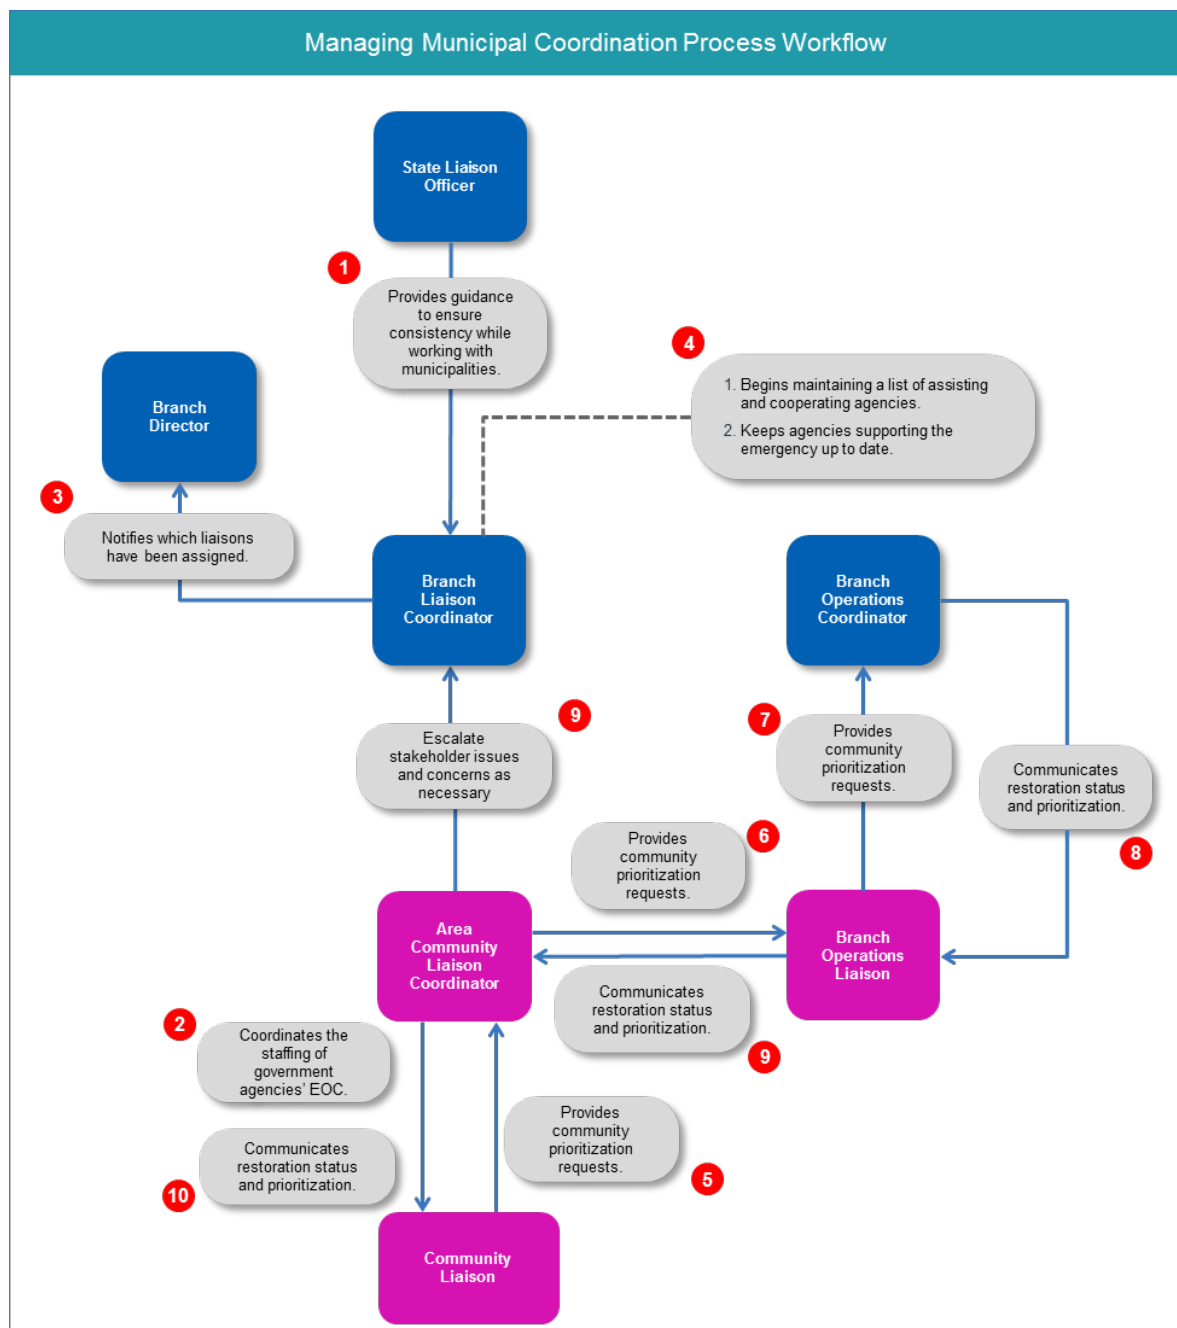 Managing Municipal Coordination Process Workflow
State Liaison
Officer
1
Provides guidance
to ensure
consistency while
working with
municipalities.
4
1. Begins maintaining a list of assisting
and cooperating agencies.
2. Keeps agencies supporting the
emergency up to date.
Branch
Director
3
Notifies which liaisons
have been assigned.
Branch
Liaison
Coordinator
Branch
Operations
Coordinator
9
Escalate
stakeholder issues
and concerns as
necessary
7
Provides
community
prioritization
requests.
Communicates
restoration status
and prioritization.
8
6
Provides
community
prioritization
requests.
Area
Community
Liaison
Coordinator
Branch
Operations
Liaison
Communicates
restoration status
and prioritization.
9
2
Coordinates the
staffing of
government
agencies’ EOC.
Provides
community
prioritization
requests.
5
Communicates
restoration status
and prioritization.
10
Community
Liaison